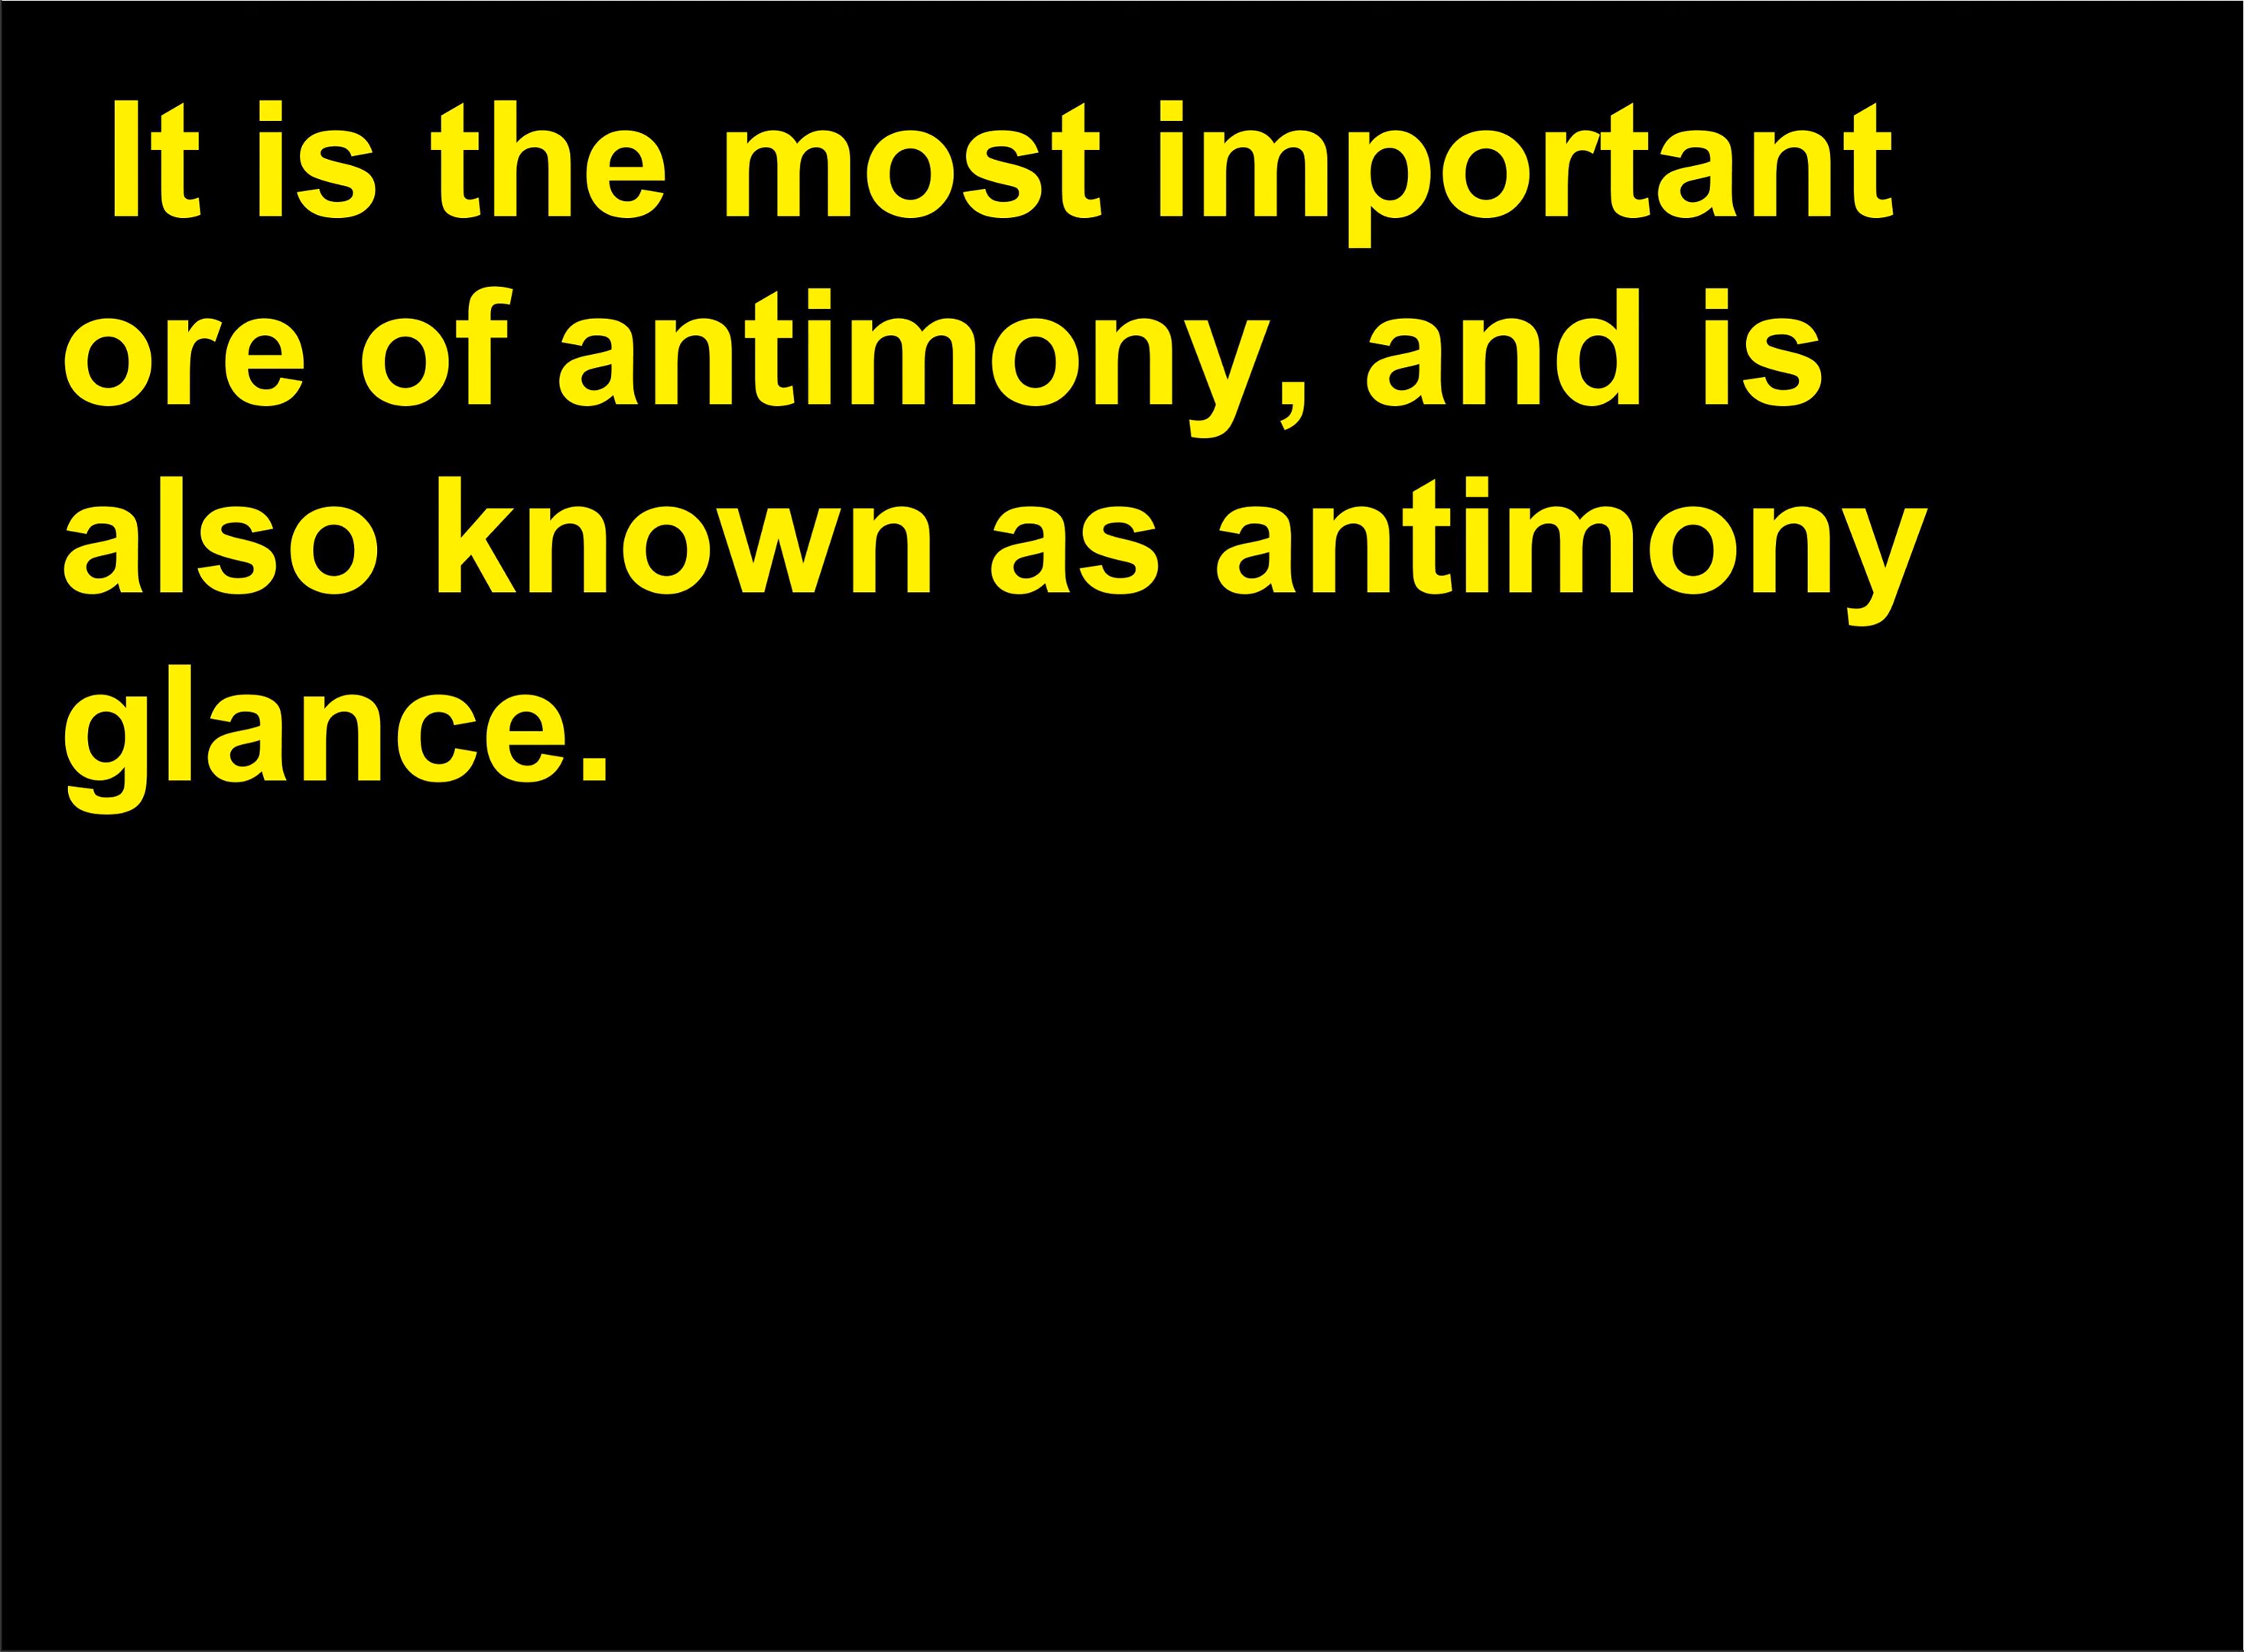 It is the most important
ore of antimony, and is
also known as antimony
glance.